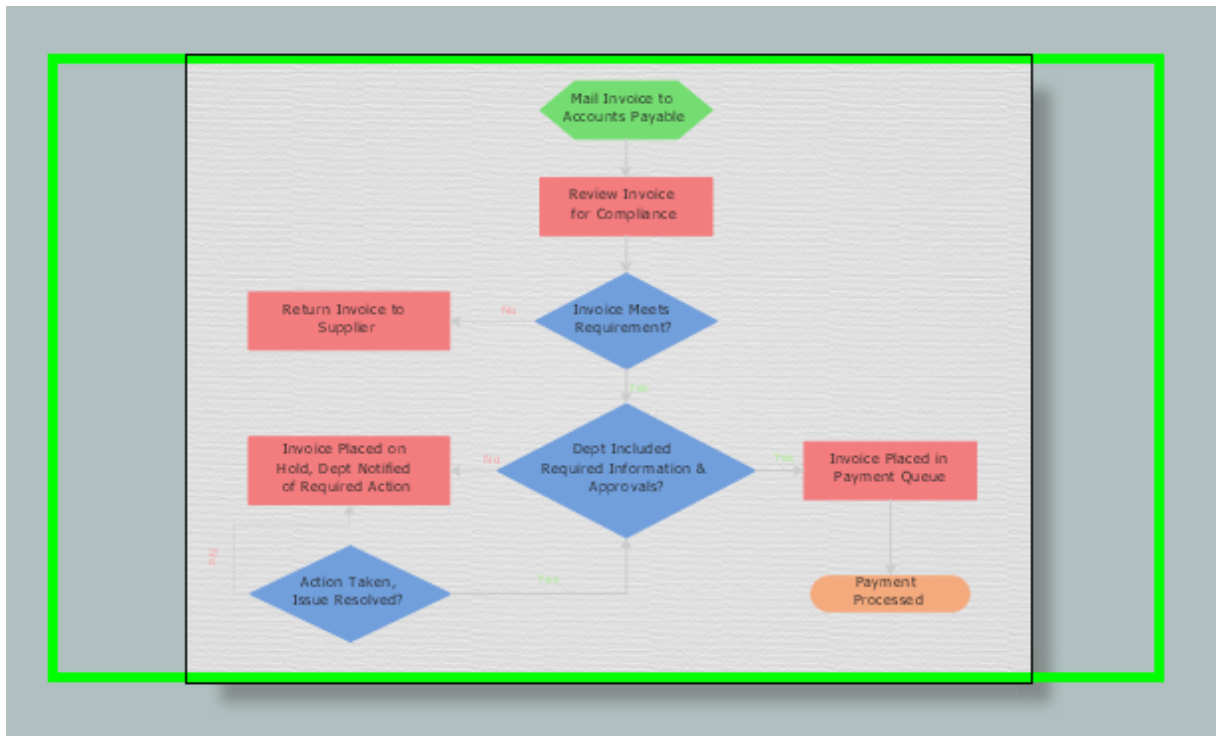 Mail Invoice to
Accounts Payable
Review Invoice
for Compliance
Invoice Meets
Requirement?
No
Return Invoice to
Supplier
Yes
Dept Included
Required Information &
Approvals?
No
Invoice Placed on
Hold, Dept Notified
of Required Action
Yes
Invoice Placed in
Payment Queue
No
Action Taken,
Issue Resolved?
Yes
Payment
Processed